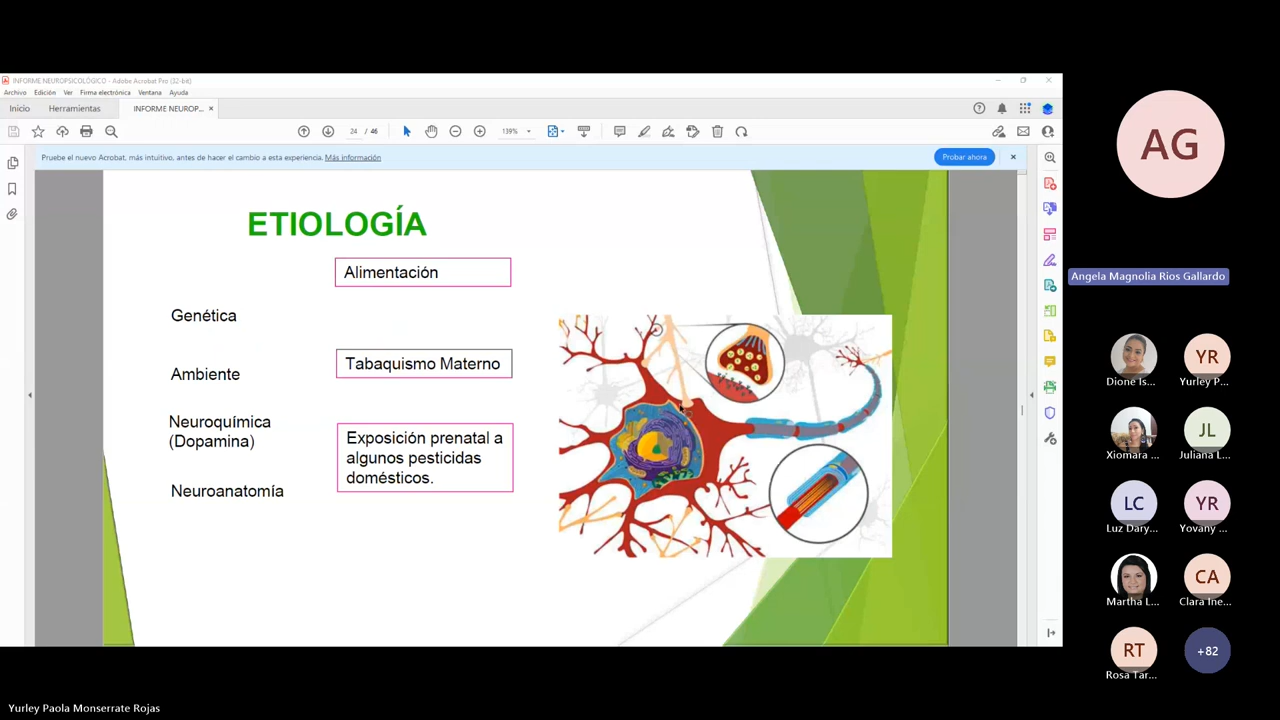 INFORME NEUROPSICOLÓGICO - Adobe Acrobat Pro (32-bit)
Archivo Edición Ver Firma electrónica Ventana Ayuda
Inicio Herramientas INFORME NEUROP... ×
24 / 46 139%
Pruebe el nuevo Acrobat, más intuitivo, antes de hacer el cambio a esta experiencia. Más información
Probar ahora
ETIOLOGÍA
Alimentación
Genética
Tabaquismo Materno
Ambiente
Neuroquímica
(Dopamina)
Exposición prenatal a
algunos pesticidas
domésticos.
Neuroanatomía
AG
Angela Magnolia Rios Gallardo
Dione Is...
YR
Yurley P...
Xiomara ...
JL
Juliana L...
LC
Luz Dary...
YR
Yovany ...
Martha L...
CA
Clara Ine...
RT
Rosa Tar...
+82
Yurley Paola Monserrate Rojas